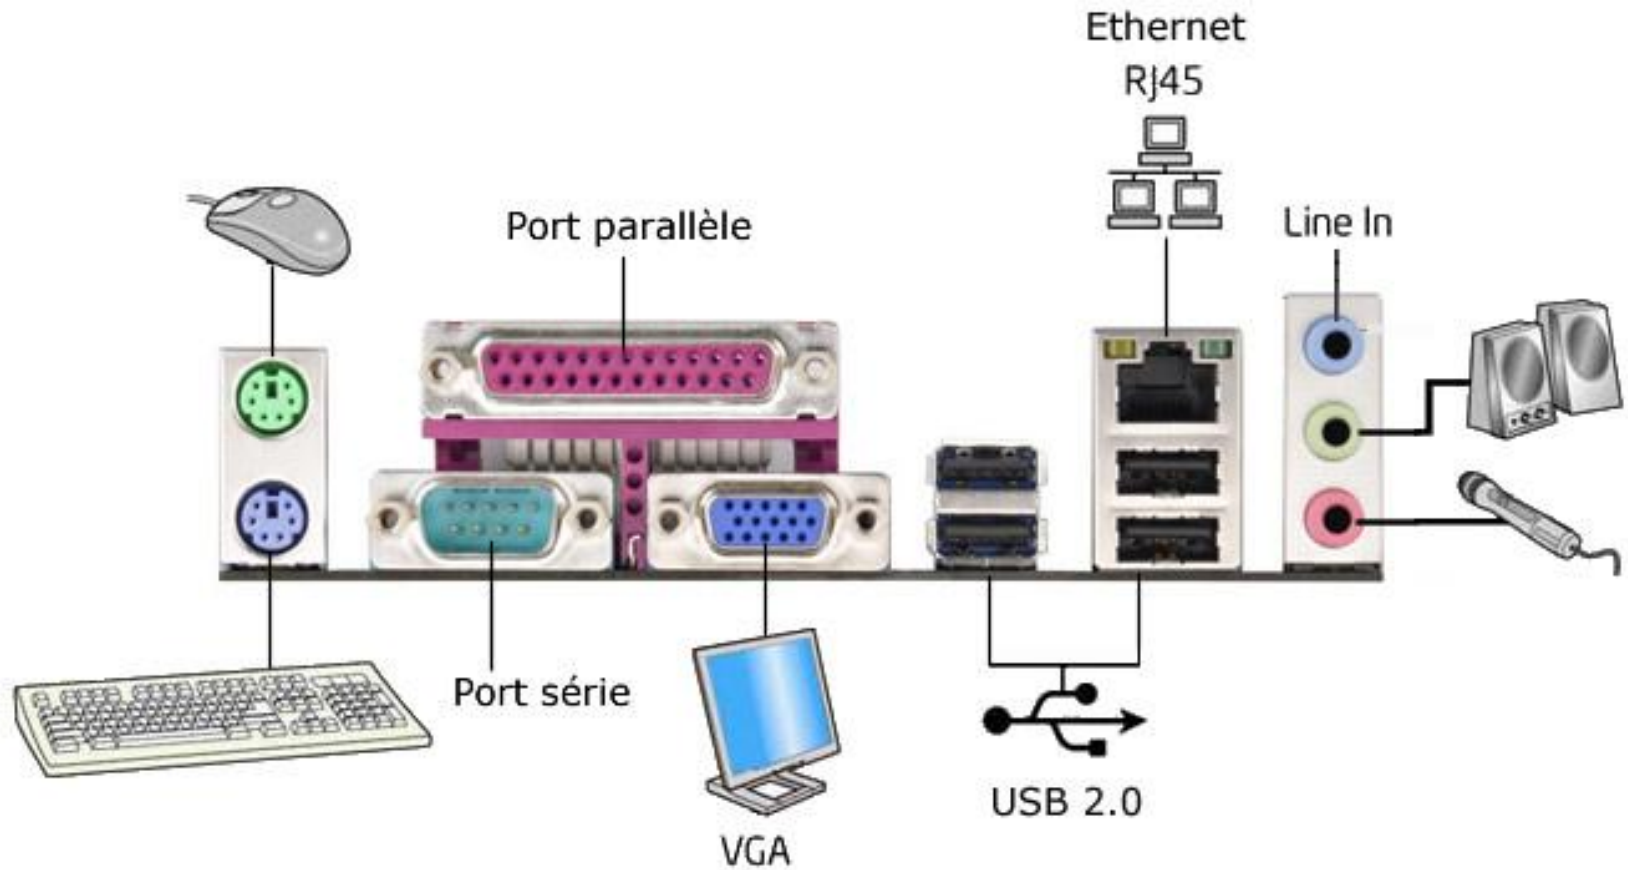 Ethernet
RJ45
Port parallèle
Line In
Port série
USB 2.0
VGA